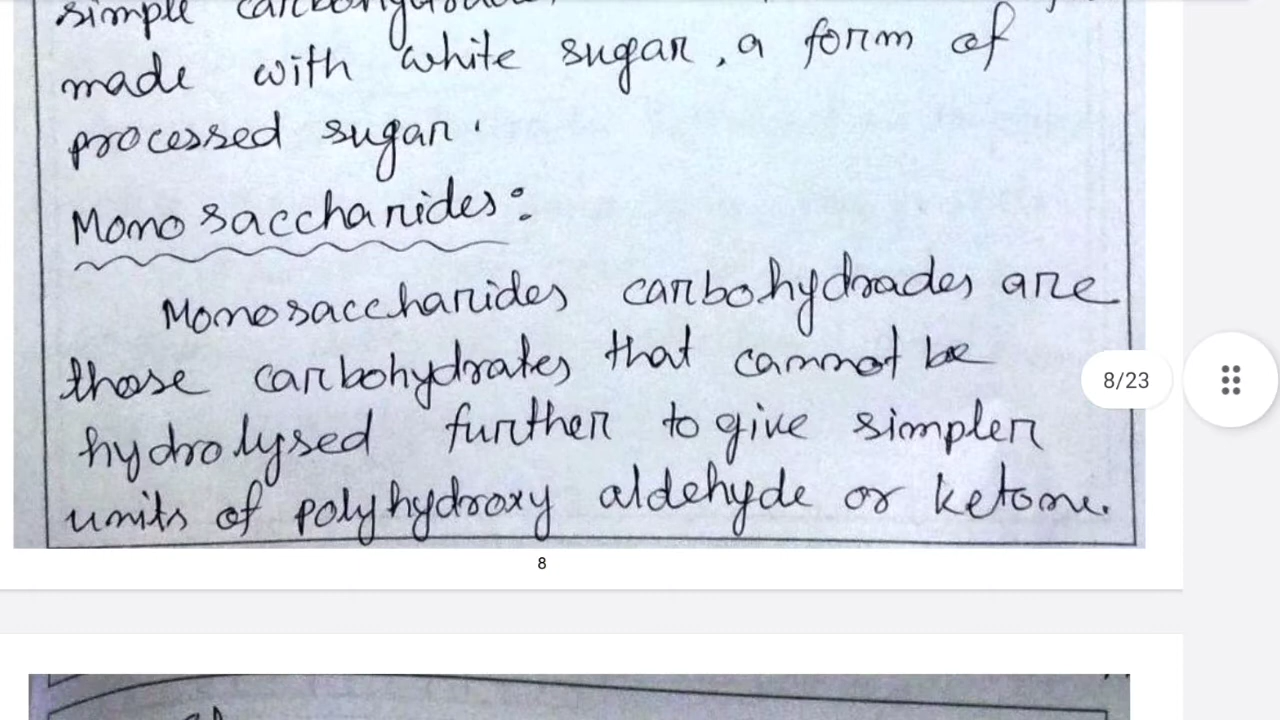 simple
made with white sugar, a form of
processed sugar.
Monosaccharides:
Monosaccharides carbohydrades are
those carbohydrates that cannot be
hydrolysed further to give simpler
units of polyhydroxy aldehyde or ketone.
8/23
8